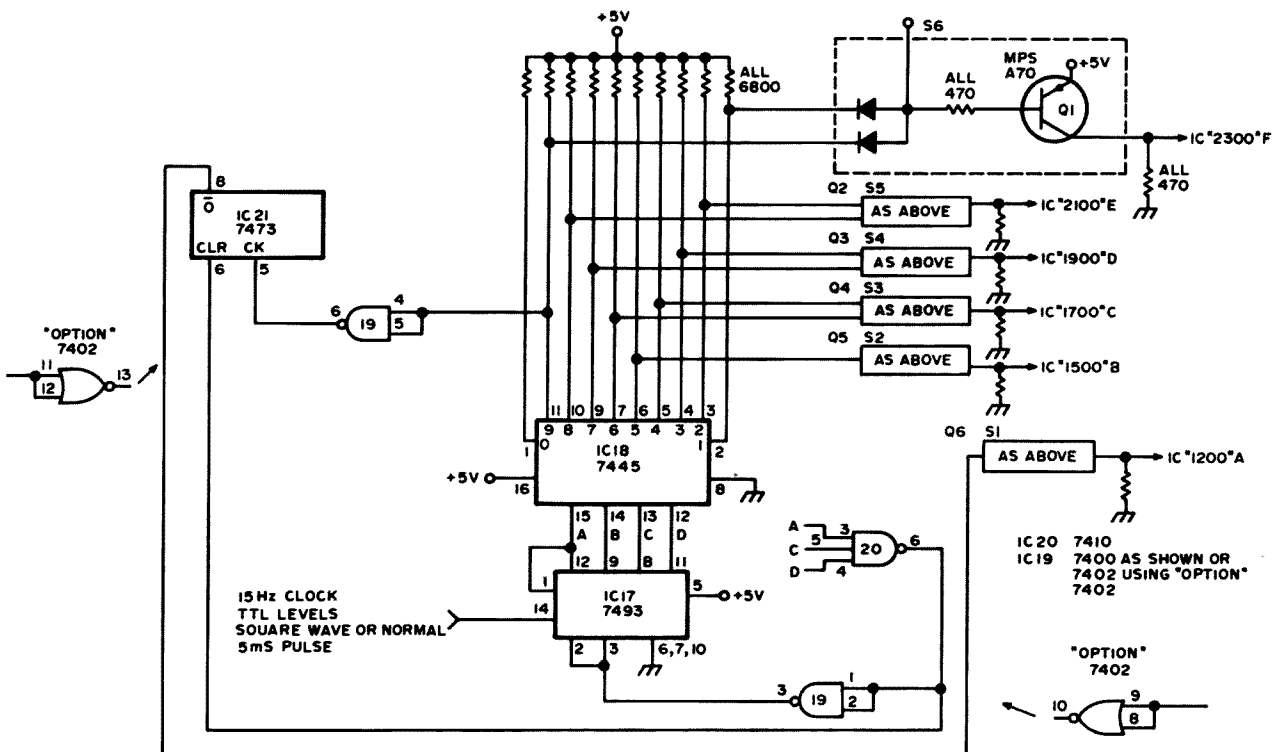 +5V
S6
ALL
6800
ALL
470
MPS
A70
+5V
Q1
IC"2300"F
ALL
470
8
0
IC21
7473
CLR CK
6 5
Q2 S5
AS ABOVE
IC"2100"E
Q3 S4
AS ABOVE
IC"1900"D
Q4 S3
AS ABOVE
IC"1700"C
Q5 S2
AS ABOVE
IC"1500"B
6 19 4
5
"OPTION"
7402
11
12
13
11 10 9 7 6 5 4 3
9 8 7 6 5 4 3 2
0 1
1 2
IC18
7445
+5V
16
8
15 14 13 12
A B C D
12 9 8 11
1
IC17
7493
5
+5V
14
15Hz CLOCK
TTL LEVELS
SQUARE WAVE OR NORMAL
5mS PULSE
2 3 6,7,10
A 3
C 5
D 4
20 6
Q6 S1
AS ABOVE
IC"1200"A
IC20 7410
IC19 7400 AS SHOWN OR
7402 USING "OPTION"
7402
3 19 1
2
"OPTION"
7402
10 9
8